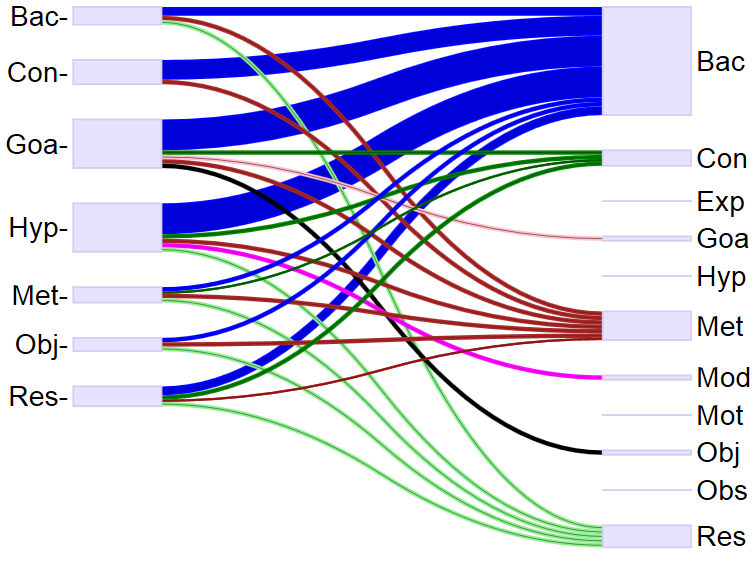 Bac-
Con-
Goa-
Hyp-
Met-
Obj-
Res-
Bac
Con
Exp
Goa
Hyp
Met
Mod
Mot
Obj
Obs
Res